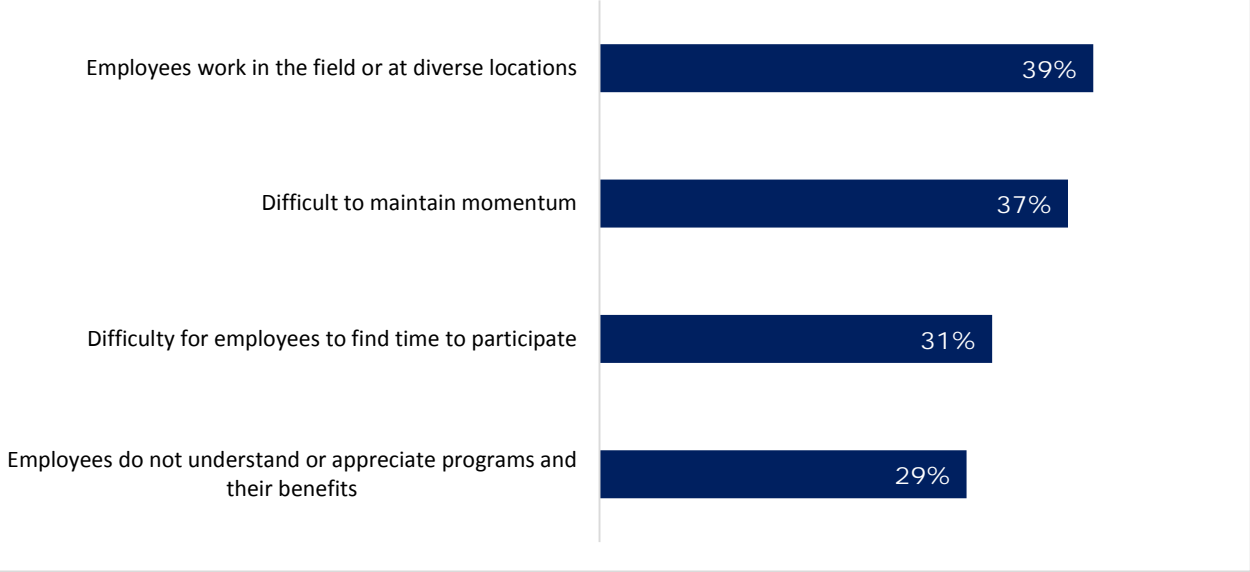 Employees work in the field or at diverse locations
39%
Difficult to maintain momentum
37%
Difficulty for employees to find time to participate
31%
Employees do not understand or appreciate programs and
their benefits
29%